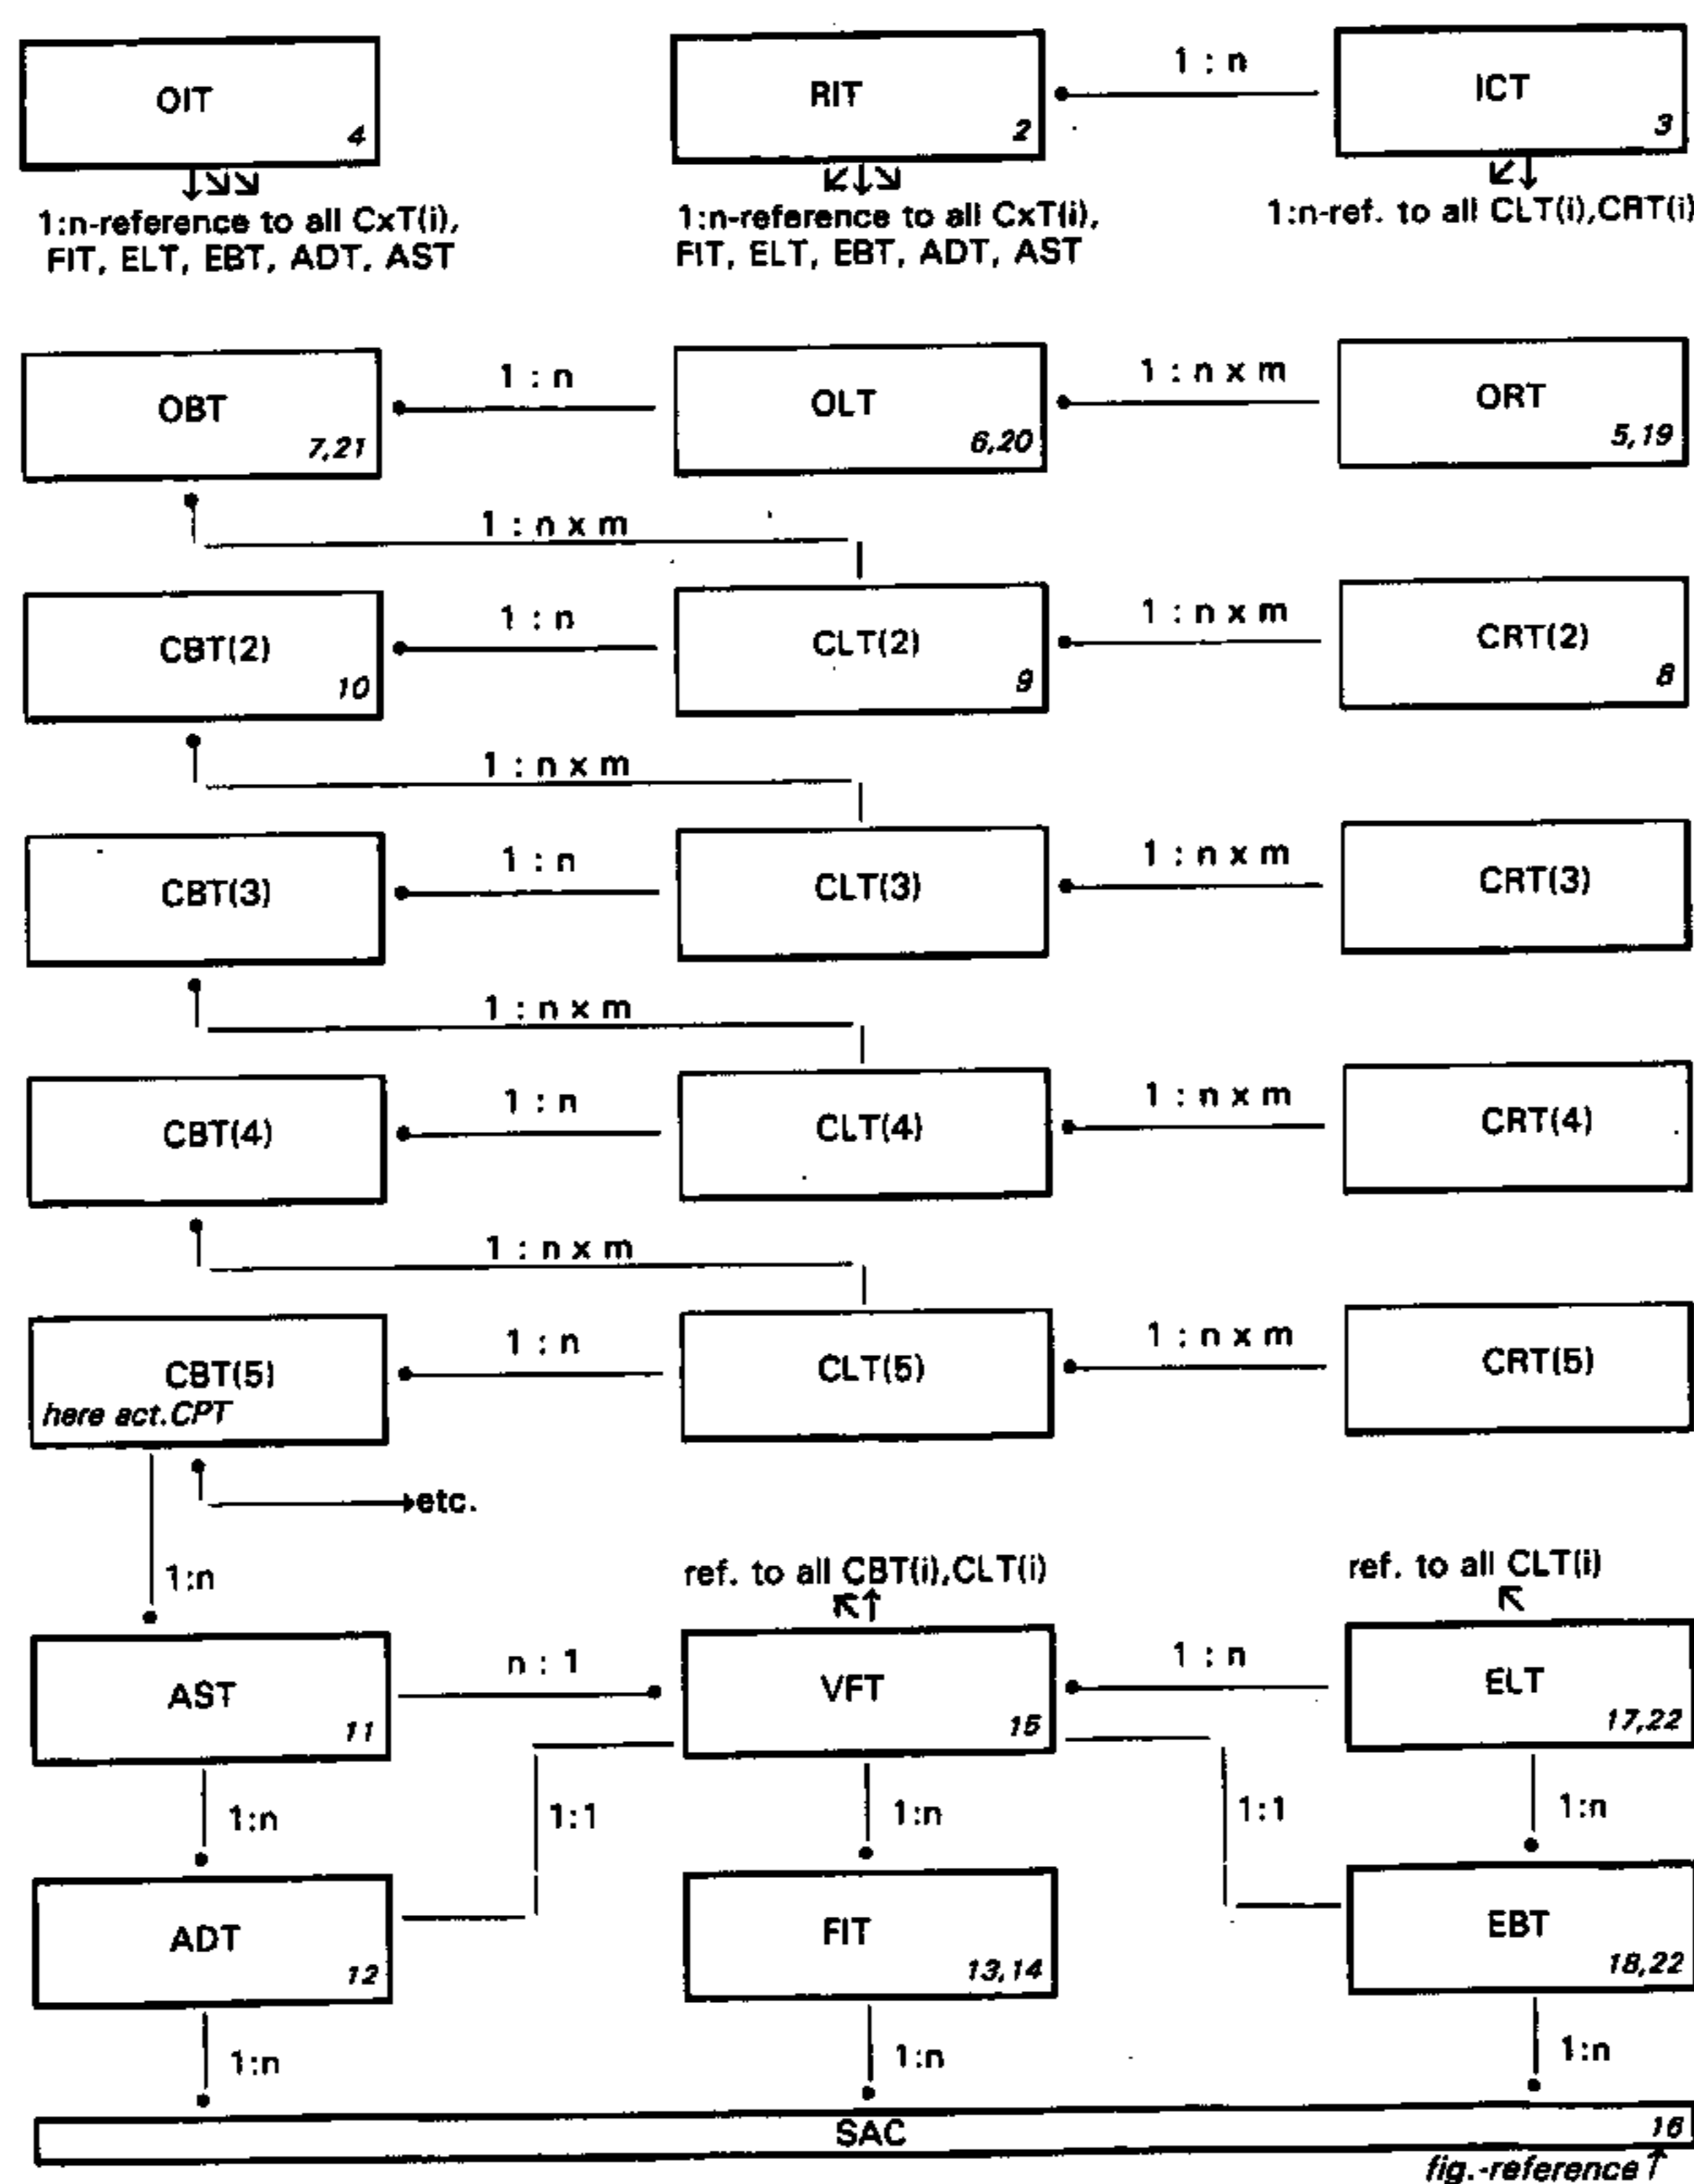 OIT
4
RIT
2
1 : n
ICT
3
1:n-reference to all CxT(i),
FIT, ELT, EBT, ADT, AST
1:n-reference to all CxT(i),
FIT, ELT, EBT, ADT, AST
1:n-ref. to all CLT(i),CRT(i)
OBT
7,21
1 : n
OLT
6,20
1 : n x m
ORT
5,19
1 : n x m
CBT(2)
10
1 : n
CLT(2)
9
1 : n x m
CRT(2)
8
1 : n x m
CBT(3)
1 : n
CLT(3)
1 : n x m
CRT(3)
1 : n x m
CBT(4)
1 : n
CLT(4)
1 : n x m
CRT(4)
1 : n x m
CBT(5)
here act.CPT
1 : n
CLT(5)
1 : n x m
CRT(5)
etc.
1:n
ref. to all CBT(i),CLT(i)
ref. to all CLT(i)
AST
11
n : 1
VFT
15
1 : n
ELT
17,22
1:n
1:1
1:n
1:1
1:n
ADT
12
FIT
13,14
EBT
18,22
1:n
1:n
1:n
SAC
16
fig.-reference